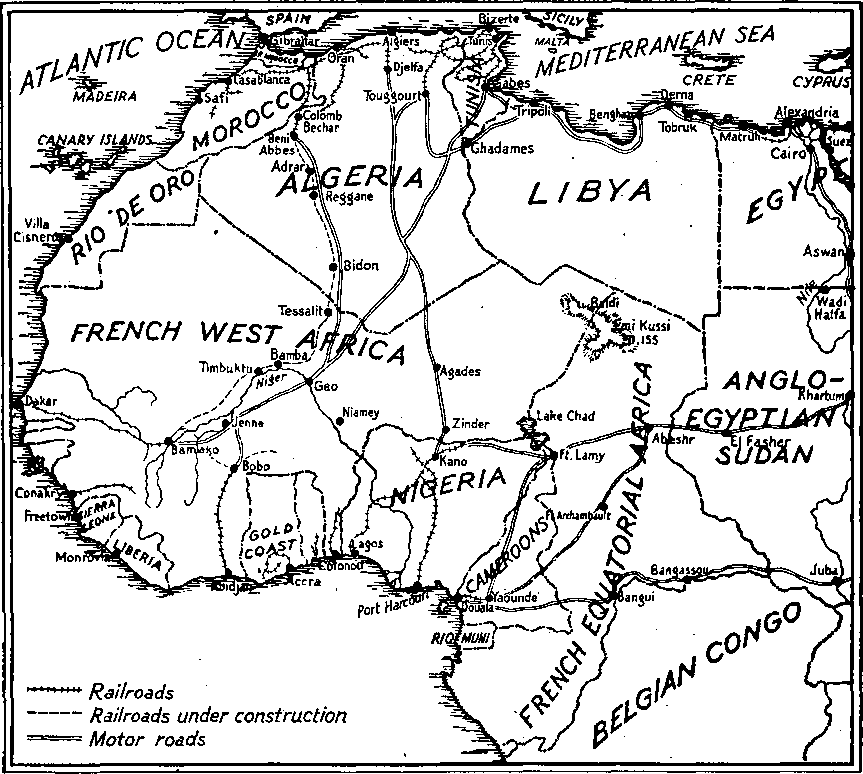 SPAIN
SICILY
Bizerte
ATLANTIC OCEAN
Gibraltar
Algiers
Tunis
MALTA
MEDITERRANEAN SEA
Oran
CRETE
CYPRUS
MADEIRA
Casablanca
Djelfa
Safi
Touggourt
TUNISIA
Gabes
Derna
MOROCCO
Colomb
Bechar
Tripoli
Benghazi
Tobruk
Matruh
Alexandria
Suez
Cairo
CANARY ISLANDS
Beni
Abbes
Ghadames
Adrar
ALGERIA
Reggane
LIBYA
EGYPT
RIO DE ORO
Villa
Cisneros
Bidon
Aswan
Nile
Wadi
Halfa
Tessalit
FRENCH WEST AFRICA
Emi Kussi
Timbuktu
Bamba
Niger
Gao
Agades
ANGLO-
EGYPTIAN
SUDAN
Khartum
Dakar
Jenne
Niamey
Zinder
Lake Chad
Abeshr
El Fasher
Bamako
Bobo
Kano
Ft. Lamy
NIGERIA
Conakry
Freetown
SIERRA
LEONE
Ft. Archambault
LIBERIA
GOLD
COAST
Monrovia
Lagos
Cotonou
CAMEROONS
FRENCH EQUATORIAL AFRICA
Abidjan
Accra
Port Harcourt
Douala
Yaounde
Bangui
Bangassou
Juba
RIO MUNI
BELGIAN CONGO
Railroads
Railroads under construction
Motor roads